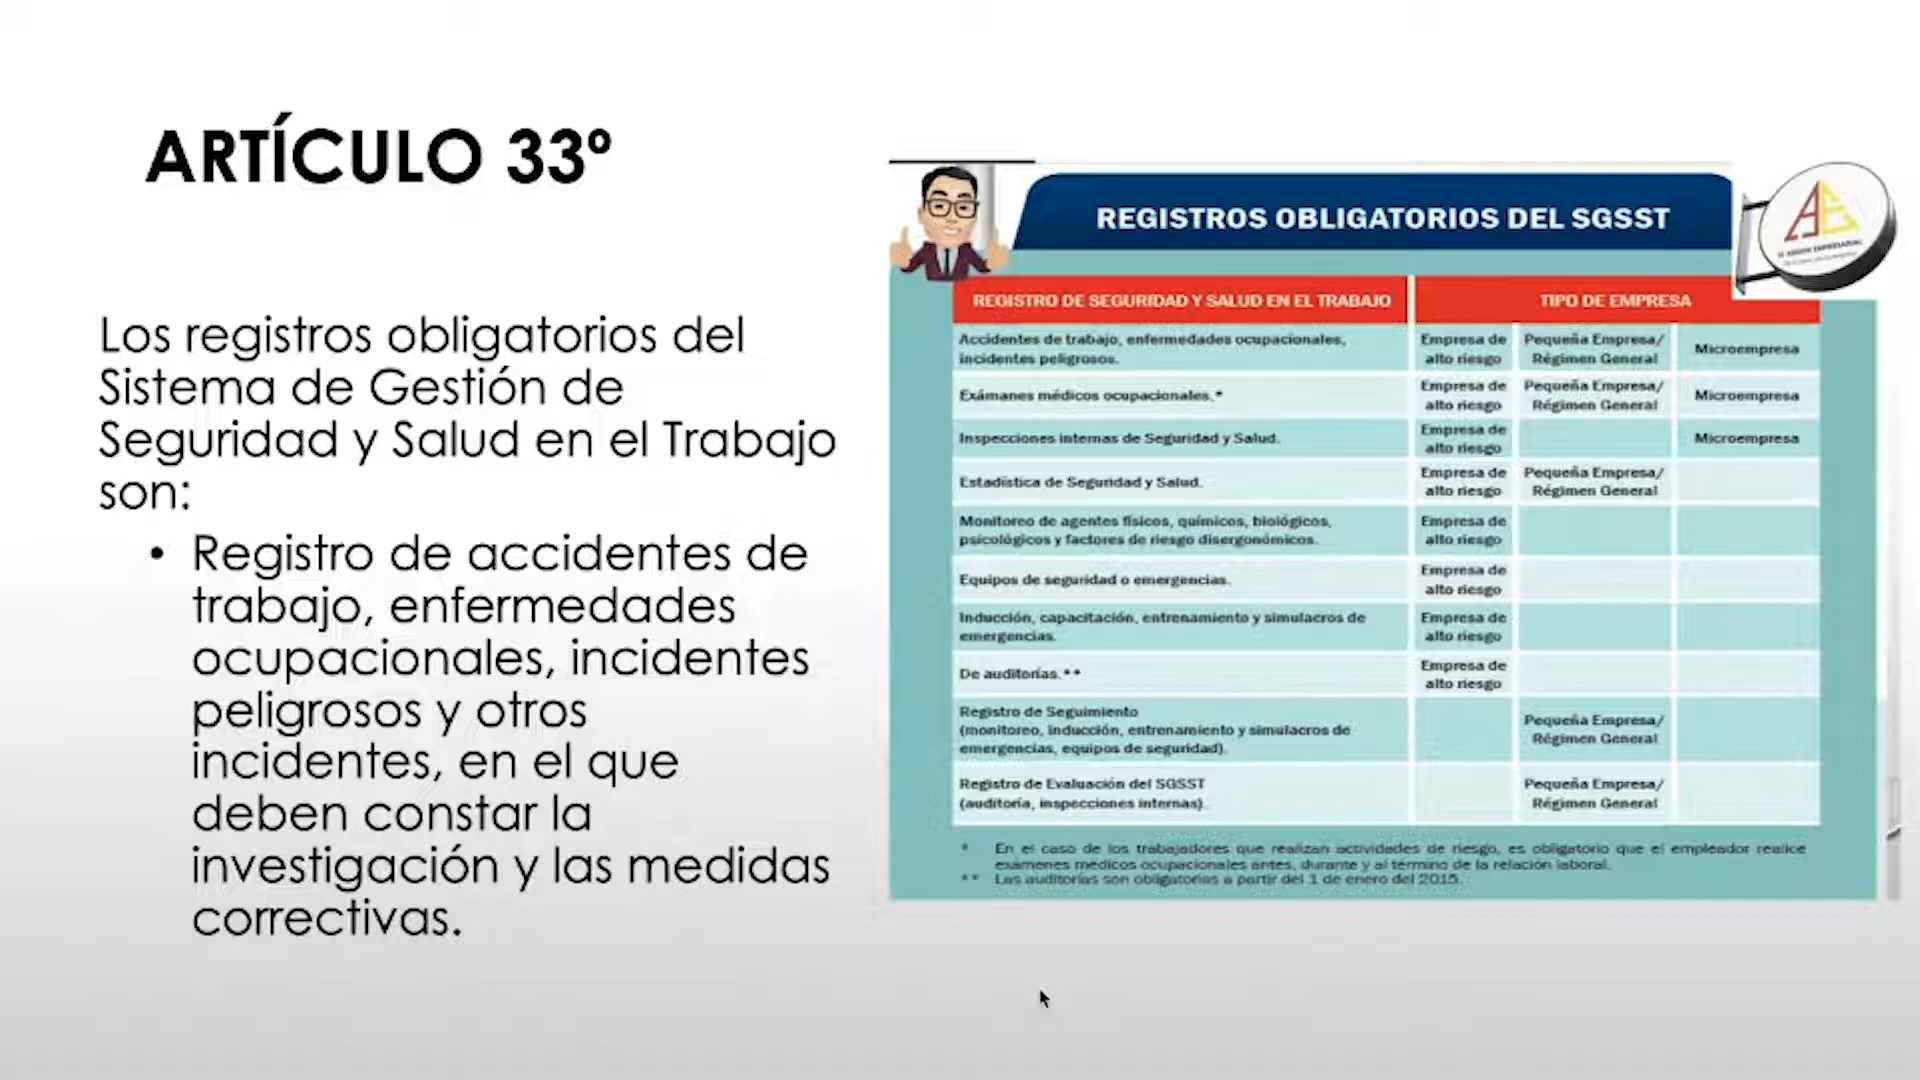 ARTÍCULO 33º
Los registros obligatorios del
Sistema de Gestión de
Seguridad y Salud en el Trabajo
son:
• Registro de accidentes de
trabajo, enfermedades
ocupacionales, incidentes
peligrosos y otros
incidentes, en el que
deben constar la
investigación y las medidas
correctivas.
REGISTROS OBLIGATORIOS DEL SGSST
AE
REGISTRO DE SEGURIDAD Y SALUD EN EL TRABAJO
TIPO DE EMPRESA
Accidentes de trabajo, enfermedades ocupacionales,
incidentes peligrosos.
Empresa de
alto riesgo
Pequeña Empresa/
Régimen General
Microempresa
Exámanes médicos ocupacionales.*
Empresa de
alto riesgo
Pequeña Empresa/
Régimen General
Microempresa
Inspecciones internas de Seguridad y Salud.
Empresa de
alto riesgo
Microempresa
Estadística de Seguridad y Salud.
Empresa de
alto riesgo
Pequeña Empresa/
Régimen General
Monitoreo de agentes físicos, químicos, biológicos,
psicológicos y factores de riesgo disergonómicos.
Empresa de
alto riesgo
Equipos de seguridad o emergencias.
Empresa de
alto riesgo
Inducción, capacitación, entrenamiento y simulacros de
emergencias.
Empresa de
alto riesgo
De auditorías.**
Empresa de
alto riesgo
Registro de Seguimiento
(monitoreo, inducción, entrenamiento y simulacros de
emergencias, equipos de seguridad).
Pequeña Empresa/
Régimen General
Registro de Evaluación del SGSST
(auditoría, inspecciones internas).
Pequeña Empresa/
Régimen General
* En el caso de los trabajadores que realizan actividades de riesgo, es obligatorio que el empleador realice
exámenes médicos ocupacionales antes, durante y al término de la relación laboral.
** Las auditorías son obligatorias a partir del 1 de enero del 2015.